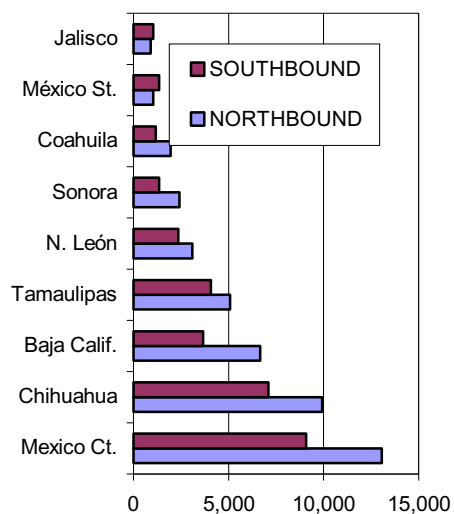 Jalisco
México St.
Coahuila
Sonora
N. León
Tamaulipas
Baja Calif.
Chihuahua
Mexico Ct.
SOUTHBOUND
NORTHBOUND
0 5,000 10,000 15,000